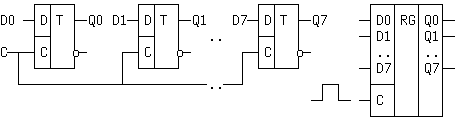 D0 D T Q0 D1 D T Q1 D7 D T Q7 D0 RG Q0
D1 Q1
C C C .. C .. ..
D7 Q7
.. C